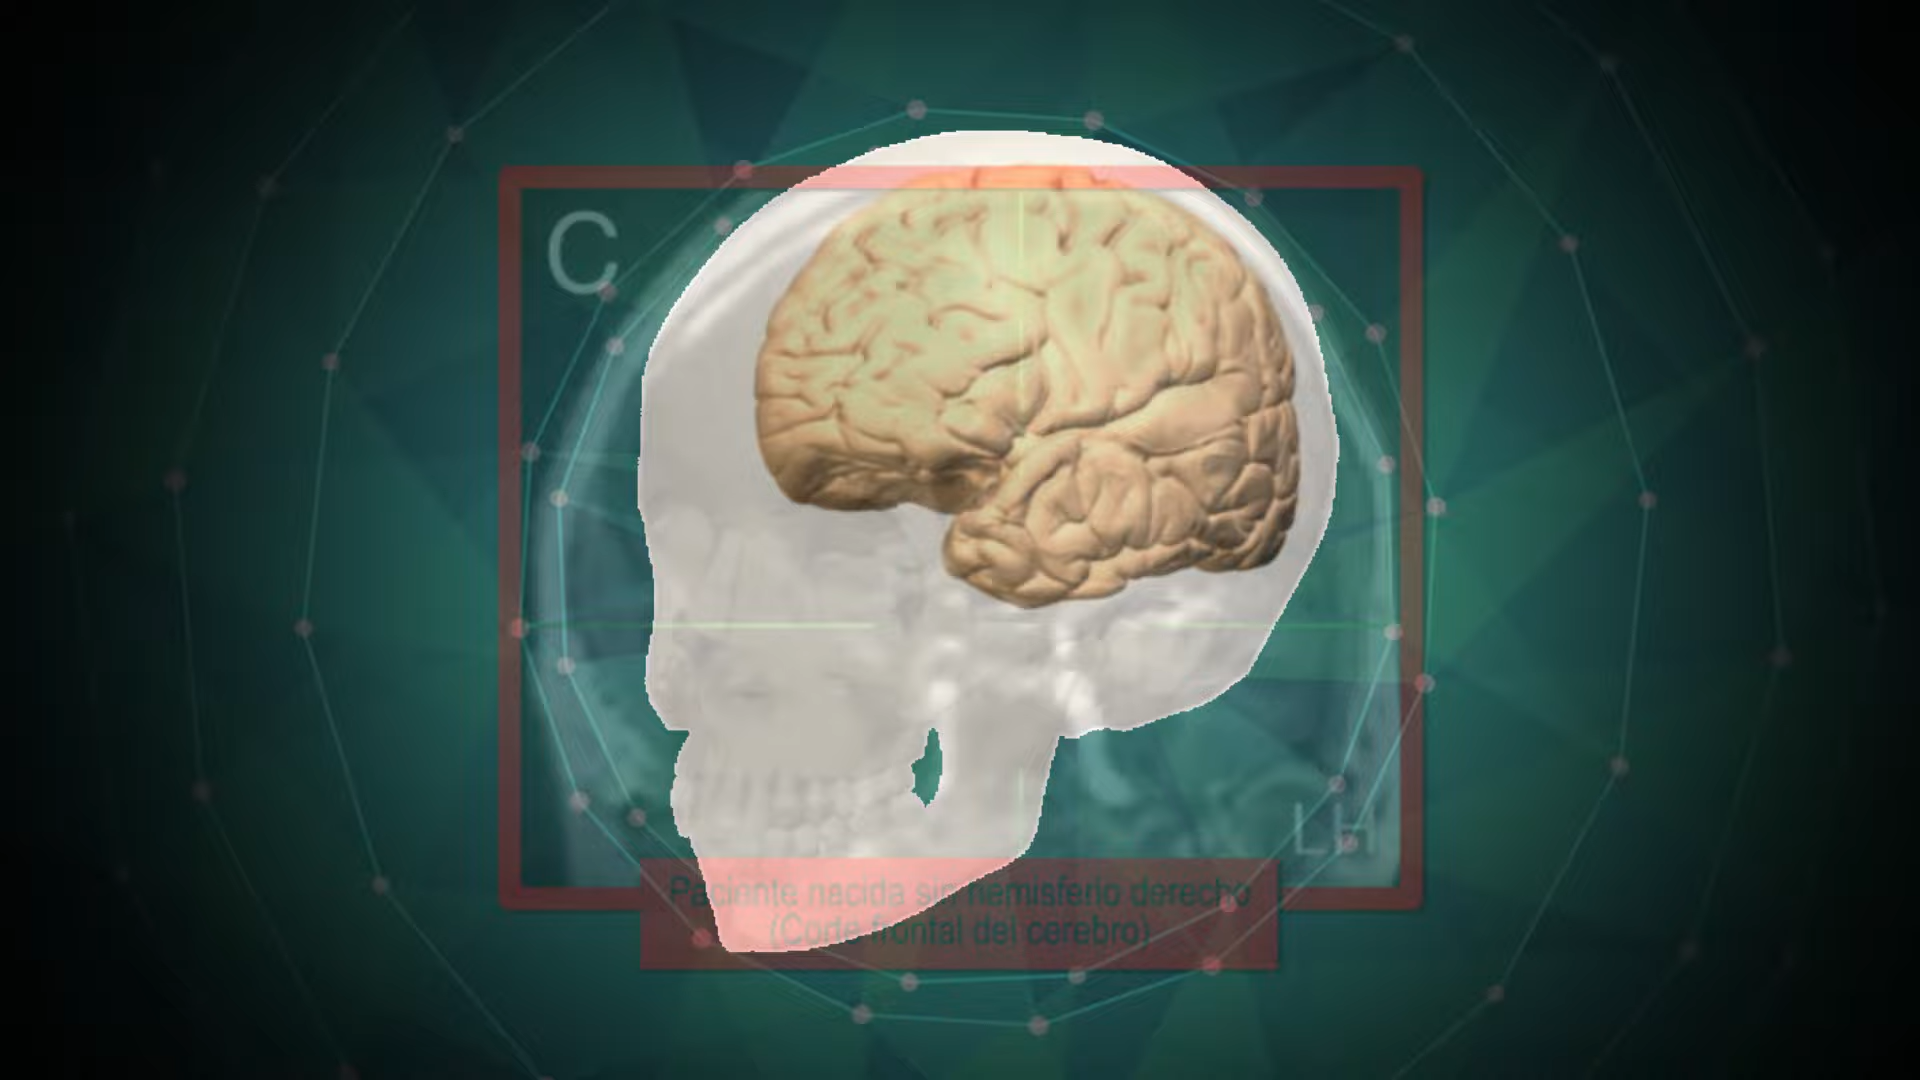 C
LH
Paciente nacida sin hemisferio derecho
(Corte frontal del cerebro)